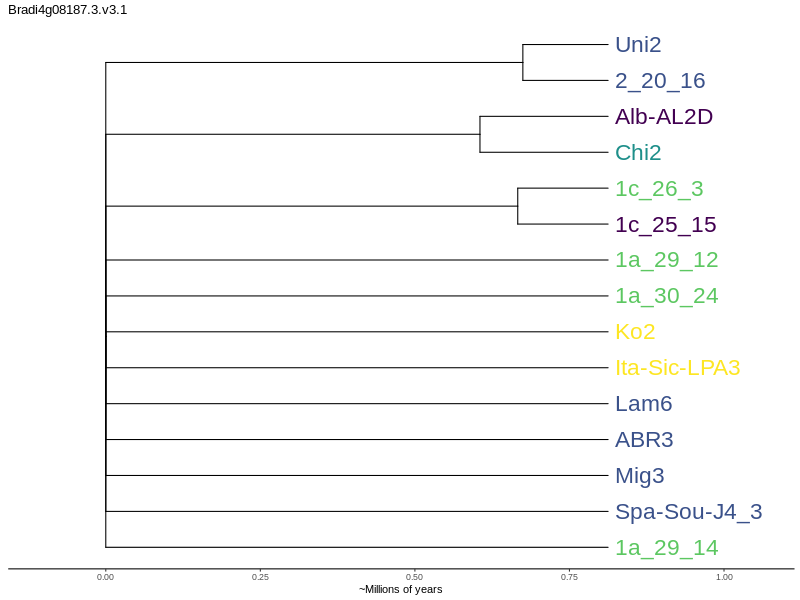 Bradi4g08187.3.v3.1
Uni2
2_20_16
Alb-AL2D
Chi2
1c_26_3
1c_25_15
1a_29_12
1a_30_24
Ko2
Ita-Sic-LPA3
Lam6
ABR3
Mig3
Spa-Sou-J4_3
1a_29_14
0.00 0.25 0.50 0.75 1.00
~Millions of years